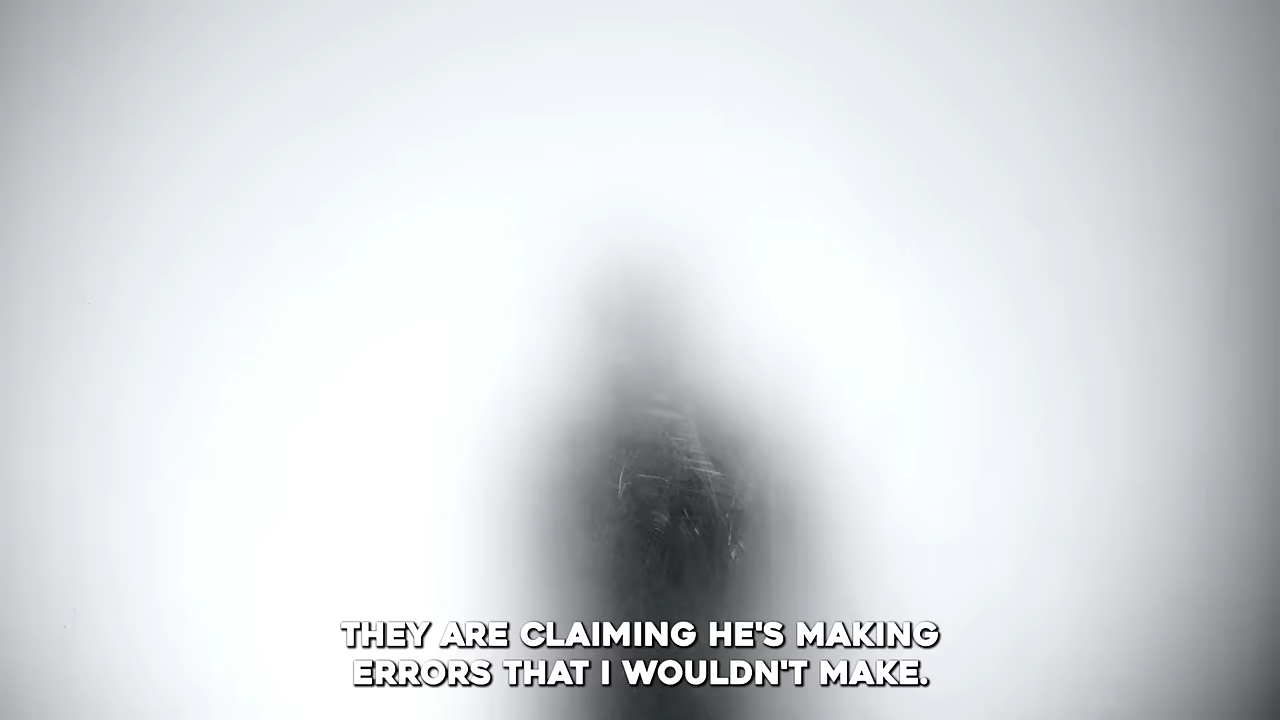 THEY ARE CLAIMING HE'S MAKING
ERRORS THAT I WOULDN'T MAKE.